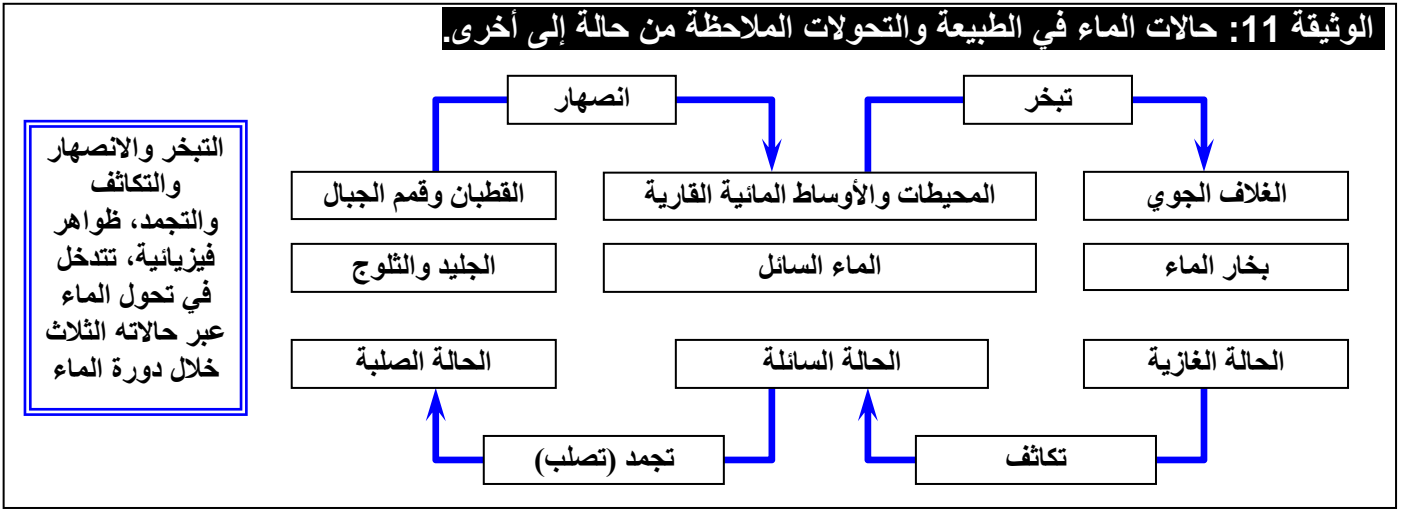 الوثيقة 11: حالات الماء في الطبيعة والتحولات الملاحظة من حالة إلى أخرى.
تبخر
انصهار
الغلاف الجوي
المحيطات والأوساط المائية القارية
القطبان وقمم الجبال
بخار الماء
الماء السائل
الجليد والثلوج
الحالة الغازية
الحالة السائلة
الحالة الصلبة
تكاثف
تجمد (تصلب)
التبخر والانصهار
والتكاثف
والتجمد، ظواهر
فيزيائية، تتدخل
في تحول الماء
عبر حالاته الثلاث
خلال دورة الماء